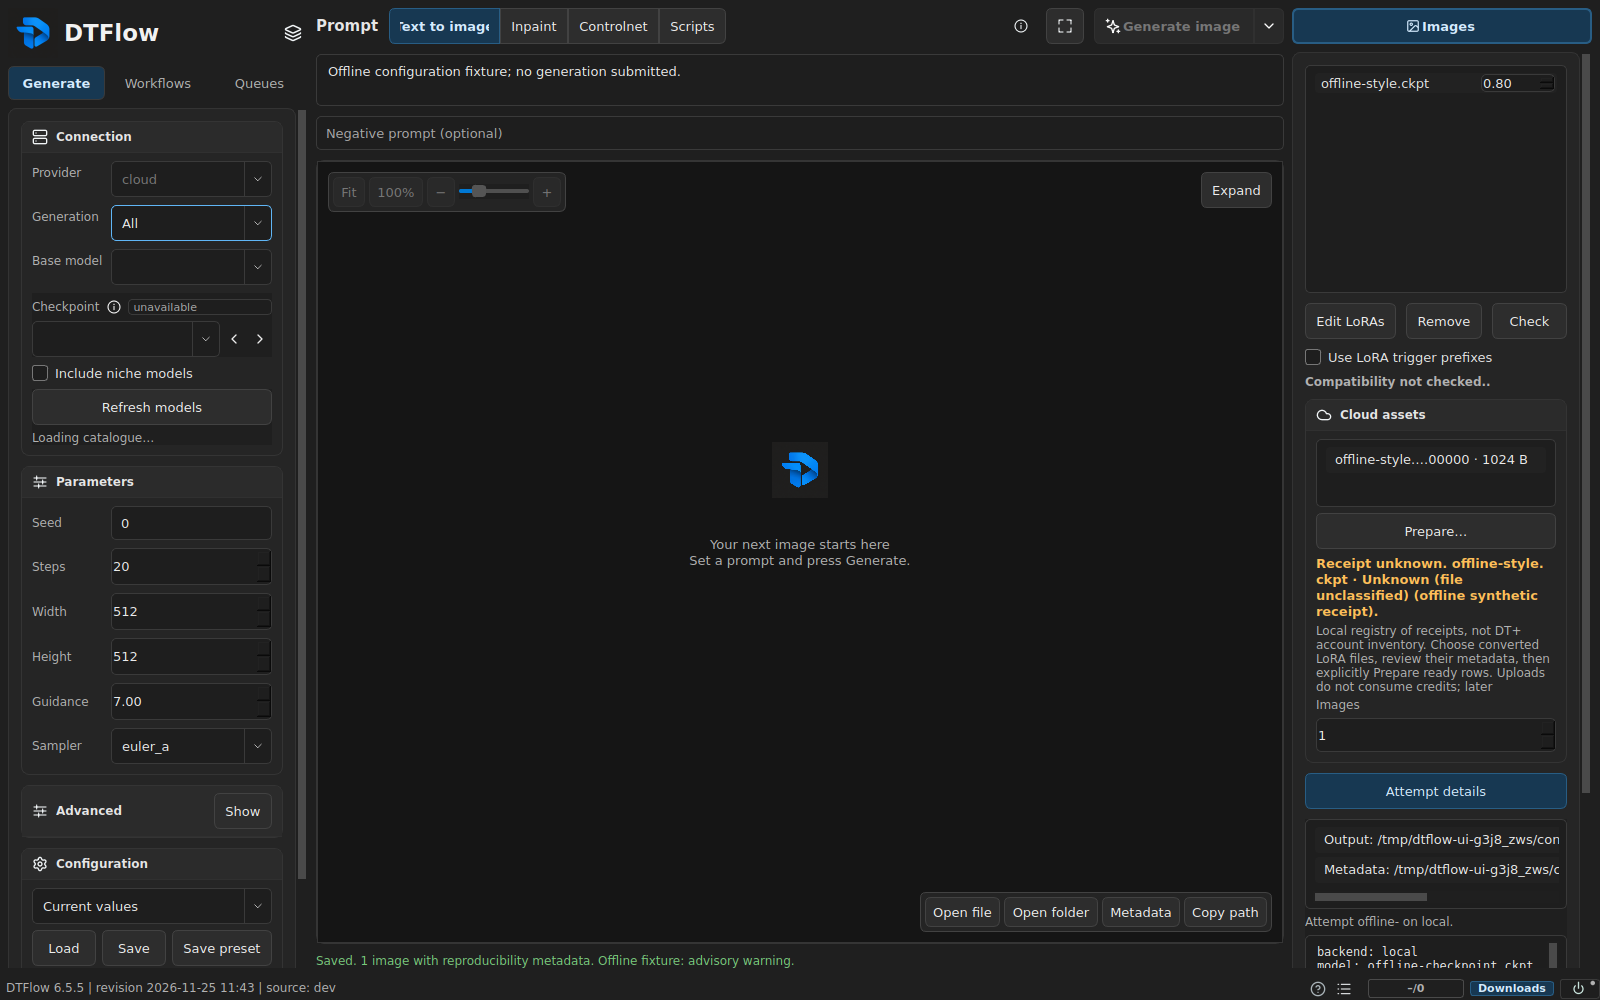 DTFlow
Generate
Workflows
Queues
Connection
Provider
cloud
Generation
All
Base model
Checkpoint
unavailable
Include niche models
Refresh models
Loading catalogue...
Parameters
Seed
0
Steps
20
Width
512
Height
512
Guidance
7.00
Sampler
euler_a
Advanced
Show
Configuration
Current values
Load
Save
Save preset
Prompt
Text to image
Inpaint
Controlnet
Scripts
Generate image
Offline configuration fixture; no generation submitted.
Negative prompt (optional)
Fit
100%
−
+
Expand
Your next image starts here
Set a prompt and press Generate.
Open file
Open folder
Metadata
Copy path
Saved. 1 image with reproducibility metadata. Offline fixture: advisory warning.
Images
offline-style.ckpt
0.80
Edit LoRAs
Remove
Check
Use LoRA trigger prefixes
Compatibility not checked..
Cloud assets
offline-style....00000 · 1024 B
Prepare...
Receipt unknown. offline-style.
ckpt · Unknown (file
unclassified) (offline synthetic
receipt).
Local registry of receipts, not DT+
account inventory. Choose converted
LoRA files, review their metadata, then
explicitly Prepare ready rows. Uploads
do not consume credits; later
Images
1
Attempt details
Output: /tmp/dtflow-ui-g3j8_zws/con
Metadata: /tmp/dtflow-ui-g3j8_zws/c
Attempt offline- on local.
backend: local
model: offline-checkpoint.ckpt
DTFlow 6.5.5 | revision 2026-11-25 11:43 | source: dev
-/0
Downloads